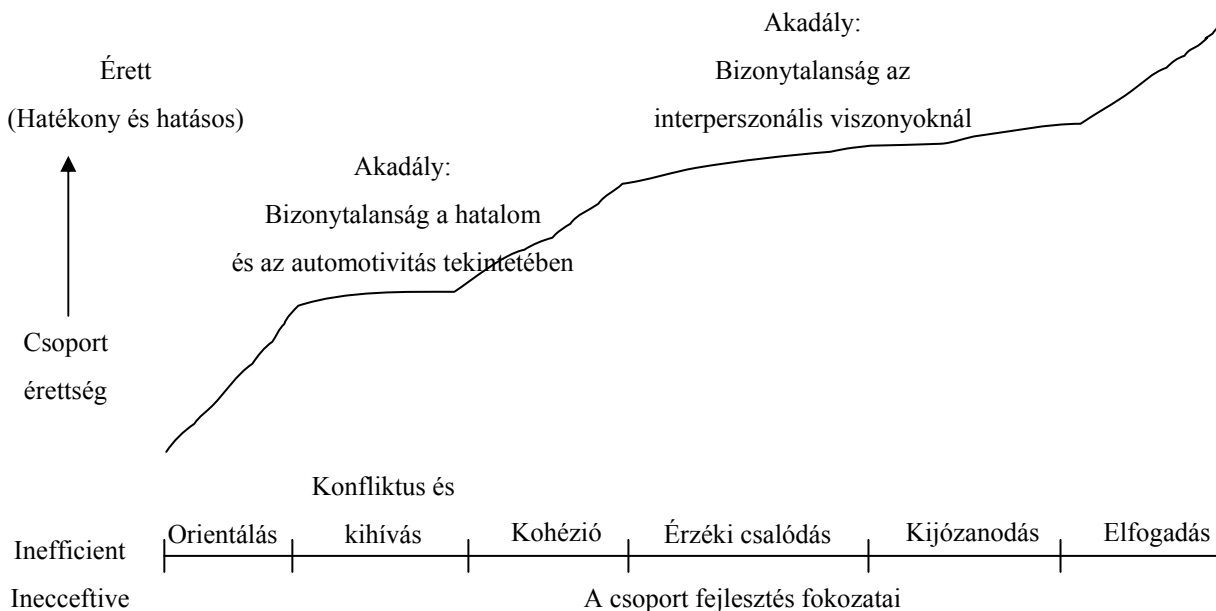 Akadály:
Bizonytalanság az
interperszonális viszonyoknál
Érett
(Hatékony és hatásos)
Akadály:
Bizonytalanság a hatalom
és az automotivitás tekintetében
Csoport
érettség
Konfliktus és
kihívás
Orientálás
Kohézió
Érzéki csalódás
Kijózanodás
Elfogadás
Inefficient
Inecceftive
A csoport fejlesztés fokozatai